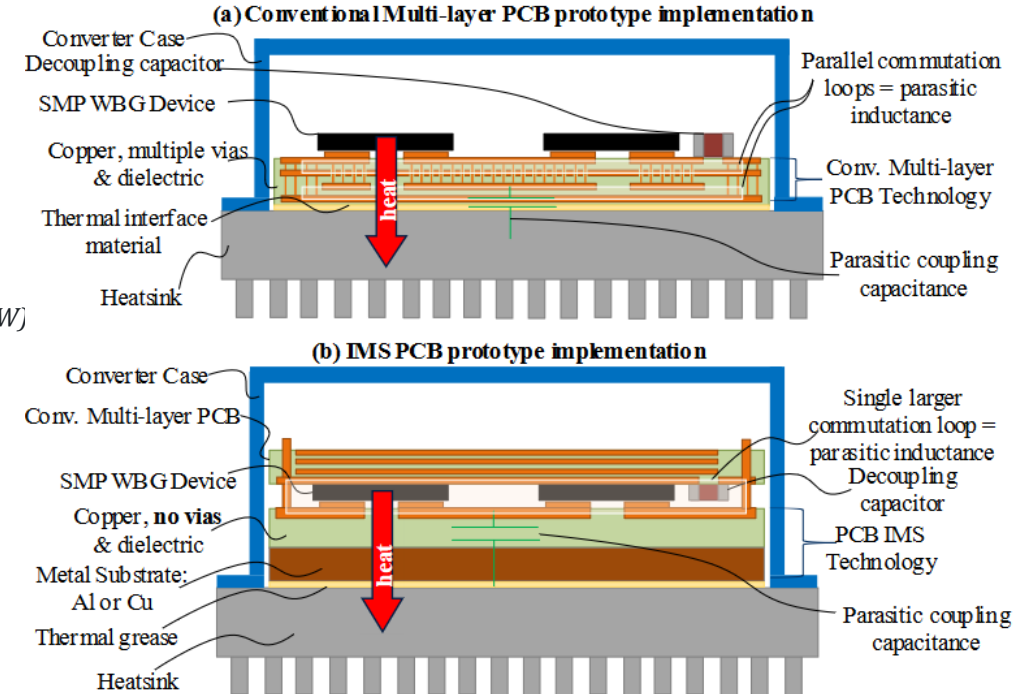 (a) Conventional Multi-layer PCB prototype implementation
Converter Case
Decoupling capacitor
SMP WBG Device
Copper, multiple vias
& dielectric
Thermal interface
material
Heatsink
heat
Parallel commutation
loops = parasitic
inductance
Conv. Multi-layer
PCB Technology
Parasitic coupling
capacitance
W)
(b) IMS PCB prototype implementation
Converter Case
Conv. Multi-layer PCB
SMP WBG Device
Copper, no vias
& dielectric
Metal Substrate:
Al or Cu
Thermal grease
Heatsink
heat
Single larger
commutation loop =
parasitic inductance
Decoupling
capacitor
PCB IMS
Technology
Parasitic coupling
capacitance